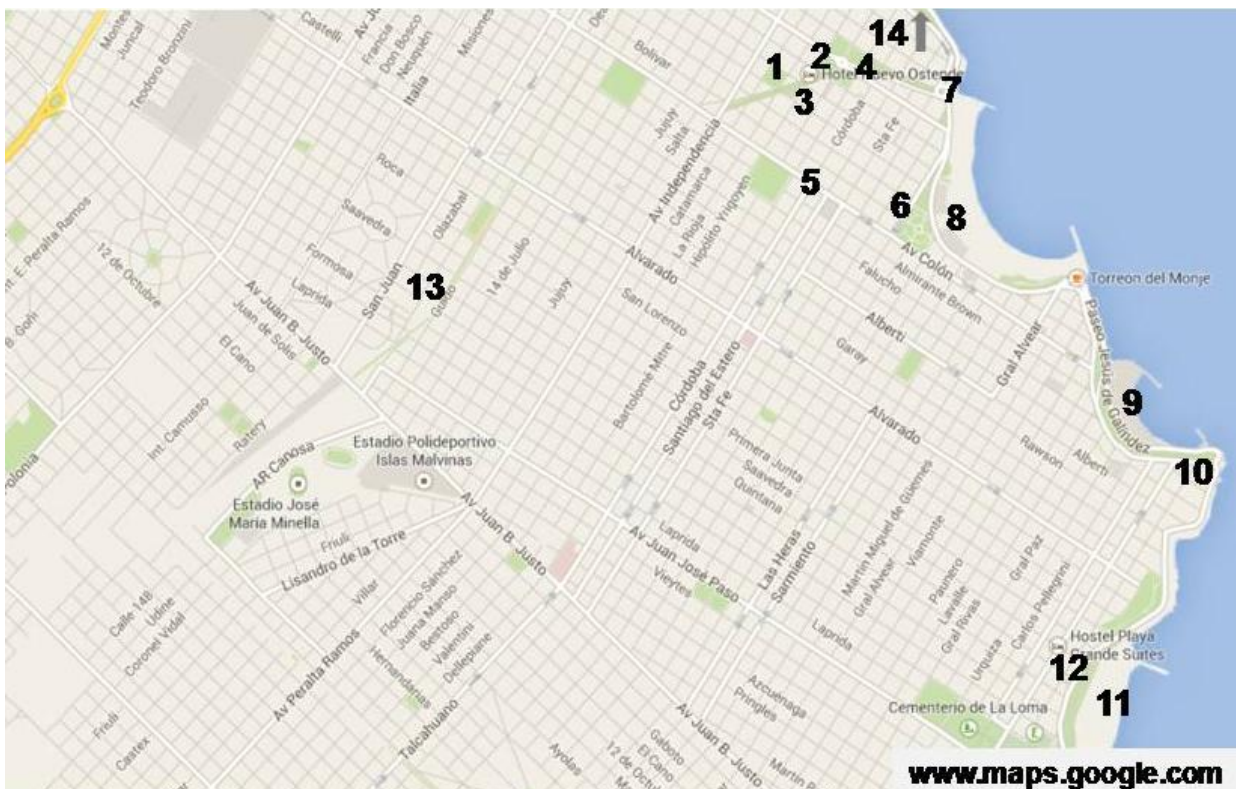 Montes
Juncal
Teodoro Bronzini
Castelli
Francia
Don Bosco
Neuquén
Italia
Misiones
Bolivar
14
1
2
4
Hotel Nuevo Ostende
3
7
Córdoba
Sta Fe
Jujuy
Salta
Av Independencia
Catamarca
La Rioja
Hipólito Yrigoyen
5
6
8
Roca
Saavedra
Olazabal
Formosa
Laprida
San Juan
13
14 de Julio
Jujuy
Alvarado
San Lorenzo
Av Colón
Falucho
Almirante Brown
Torreon del Monje
Alberti
Garay
Gral Alvear
Paseo Jesús de Galíndez
9
10
E. Peralta Ramos
12 de Octubre
B. Goñi
Av Juan B. Justo
Juan de Solis
El Cano
Int. Camusso
Ratery
Bartolomé Mitre
Córdoba
Santiago del Estero
Sta Fe
Alvarado
Rawson
Alberti
Primera Junta
Saavedra
Quintana
AR Canosa
Estadio Polideportivo
Islas Malvinas
Estadio José
María Minella
Friuli
Lisandro de la Torre
Villar
Av Juan B. Justo
Av Juan José Paso
Laprida
Vieytes
Las Heras
Sarmiento
Martín Miguel de Güemes
Gral Alvear
Viamonte
Paunero
Lavalle
Gral Rivas
Gral Paz
Carlos Pellegrini
Urquiza
Laprida
Hostel Playa
Grande Suites
12
11
Calle 148
Udine
Coronel Vidal
Florencio Sánchez
Juana Manso
Bestoso
Valentini
Dellepiane
Hernandarias
Av Peralta Ramos
Talcahuano
Friuli
Castex
Ayolas
12 de Octubre
El Cano
Gaboto
Av Juan B. Justo
Azcuénaga
Pringles
Cementerio de La Loma
www.maps.google.com